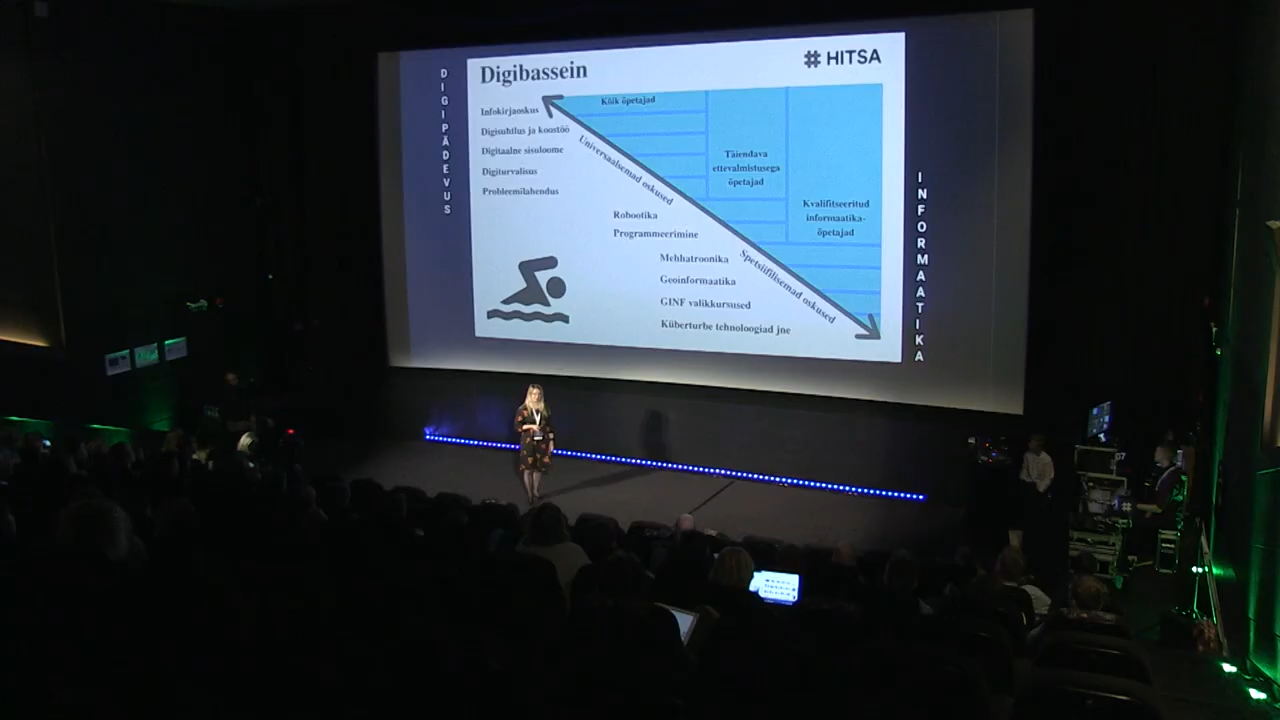 Digibassein
# HITSA
DIGIPÄDEVUS
Infokirjaoskus
Digisuhtlus ja koostöö
Digitaalne sisuloome
Digiturvalisus
Probleemilahendus
Kõik õpetajad
Täiendava
ettevalmistusega
õpetajad
Kvalifitseeritud
informaatika-
õpetajad
Universaalsemad oskused
Spetsiifilisemad oskused
Robootika
Programmeerimine
Mehhatroonika
Geoinformaatika
GINF valikkursused
Küberturbe tehnoloogiad jne
INFORMAATIKA